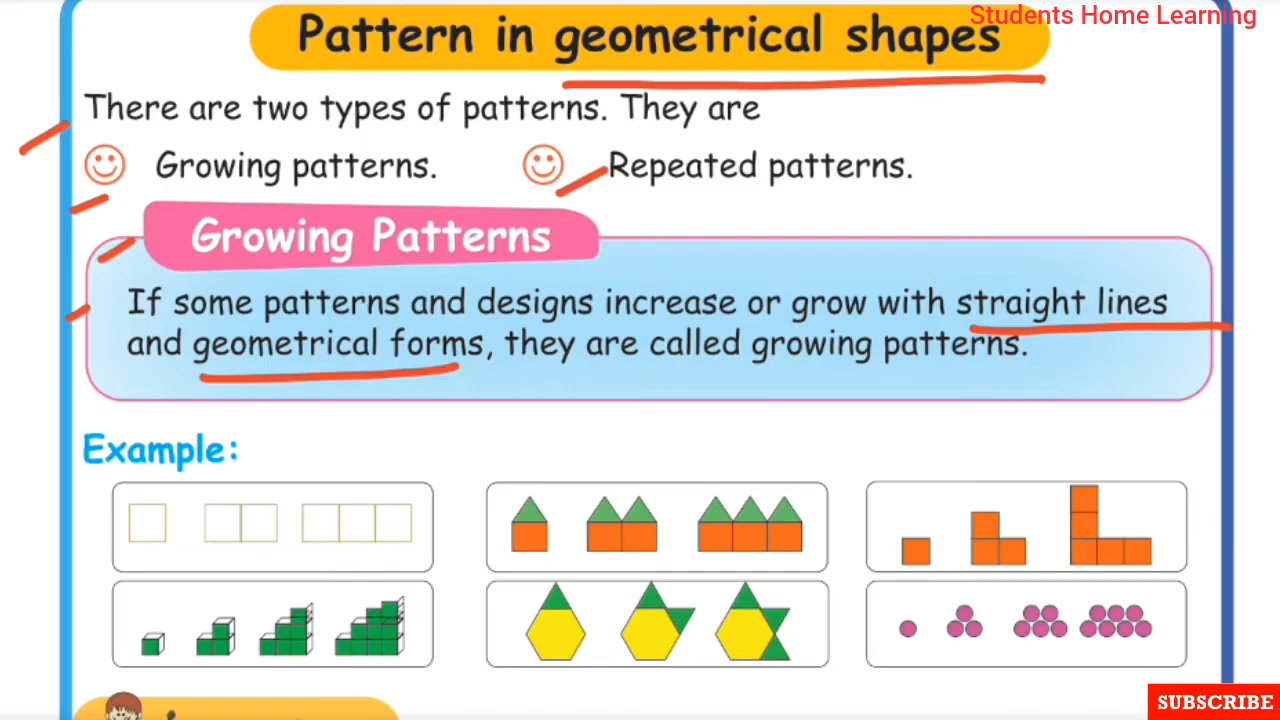 Students Home Learning
Pattern in geometrical shapes
There are two types of patterns. They are
Growing patterns.
Repeated patterns.
Growing Patterns
If some patterns and designs increase or grow with straight lines
and geometrical forms, they are called growing patterns.
Example:
SUBSCRIBE